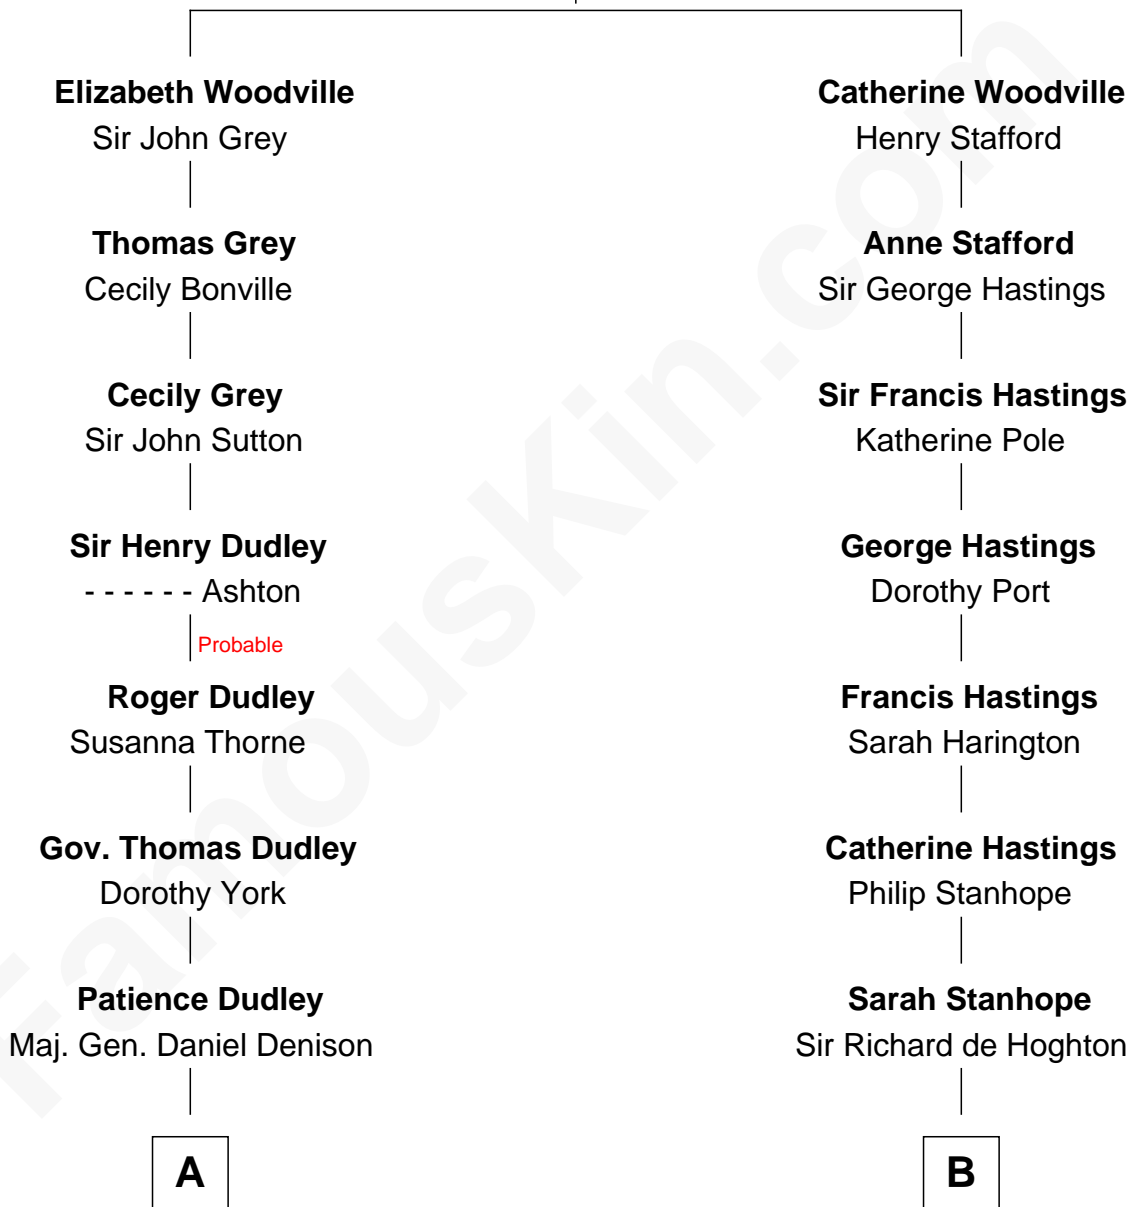 Elizabeth Woodville
Sir John Grey
Thomas Grey
Cecily Bonville
Cecily Grey
Sir John Sutton
Sir Henry Dudley
- - - - - - Ashton
Probable
Roger Dudley
Susanna Thorne
Gov. Thomas Dudley
Dorothy York
Patience Dudley
Maj. Gen. Daniel Denison
A
Catherine Woodville
Henry Stafford
Anne Stafford
Sir George Hastings
Sir Francis Hastings
Katherine Pole
George Hastings
Dorothy Port
Francis Hastings
Sarah Harington
Catherine Hastings
Philip Stanhope
Sarah Stanhope
Sir Richard de Hoghton
B
FamousKin.com